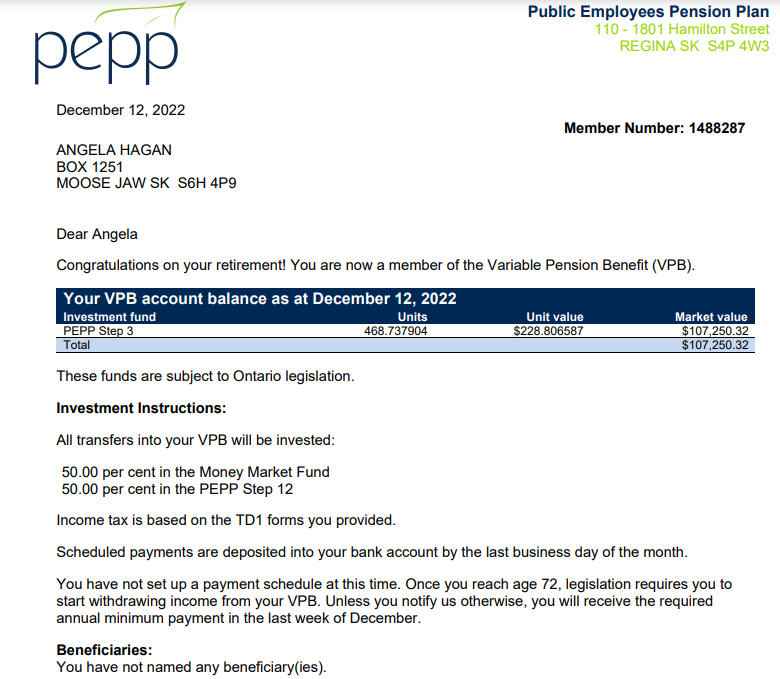 pepp
Public Employees Pension Plan
110 - 1801 Hamilton Street
REGINA SK S4P 4W3
December 12, 2022
Member Number: 1488287
ANGELA HAGAN
BOX 1251
MOOSE JAW SK S6H 4P9
Dear Angela
Congratulations on your retirement! You are now a member of the Variable Pension Benefit (VPB).
Your VPB account balance as at December 12, 2022
Investment fund Units Unit value Market value
PEPP Step 3 468.737904 $228.806587 $107,250.32
Total $107,250.32
These funds are subject to Ontario legislation.
Investment Instructions:
All transfers into your VPB will be invested:
50.00 per cent in the Money Market Fund
50.00 per cent in the PEPP Step 12
Income tax is based on the TD1 forms you provided.
Scheduled payments are deposited into your bank account by the last business day of the month.
You have not set up a payment schedule at this time. Once you reach age 72, legislation requires you to
start withdrawing income from your VPB. Unless you notify us otherwise, you will receive the required
annual minimum payment in the last week of December.
Beneficiaries:
You have not named any beneficiary(ies).